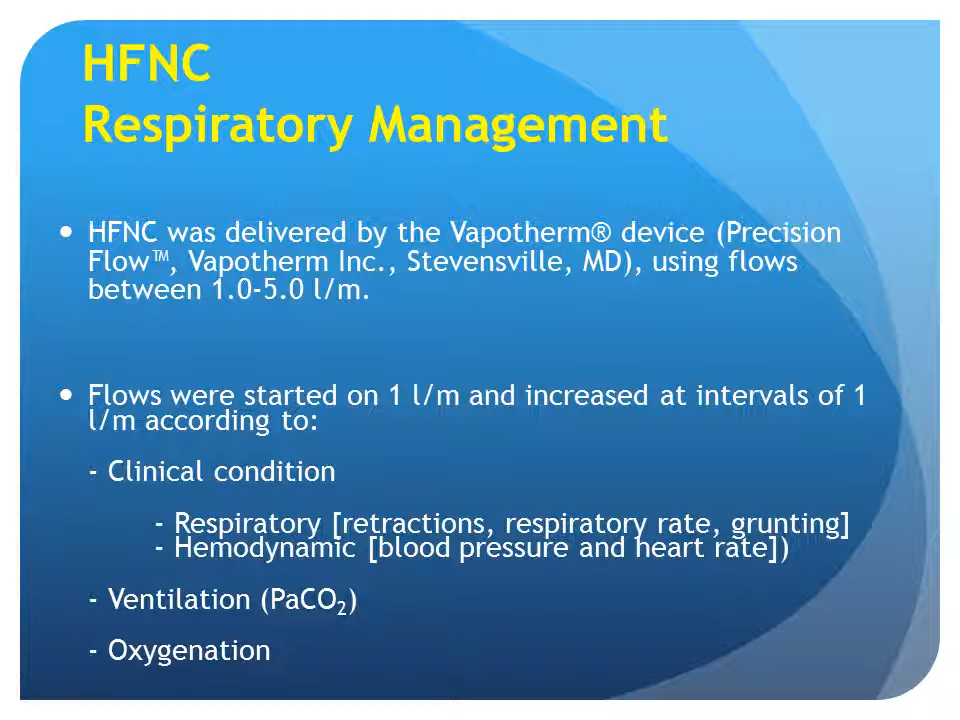 HFNC
Respiratory Management
• HFNC was delivered by the Vapotherm® device (Precision
Flow™, Vapotherm Inc., Stevensville, MD), using flows
between 1.0-5.0 l/m.
• Flows were started on 1 l/m and increased at intervals of 1
l/m according to:
- Clinical condition
- Respiratory [retractions, respiratory rate, grunting]
- Hemodynamic [blood pressure and heart rate])
- Ventilation (PaCO₂)
- Oxygenation